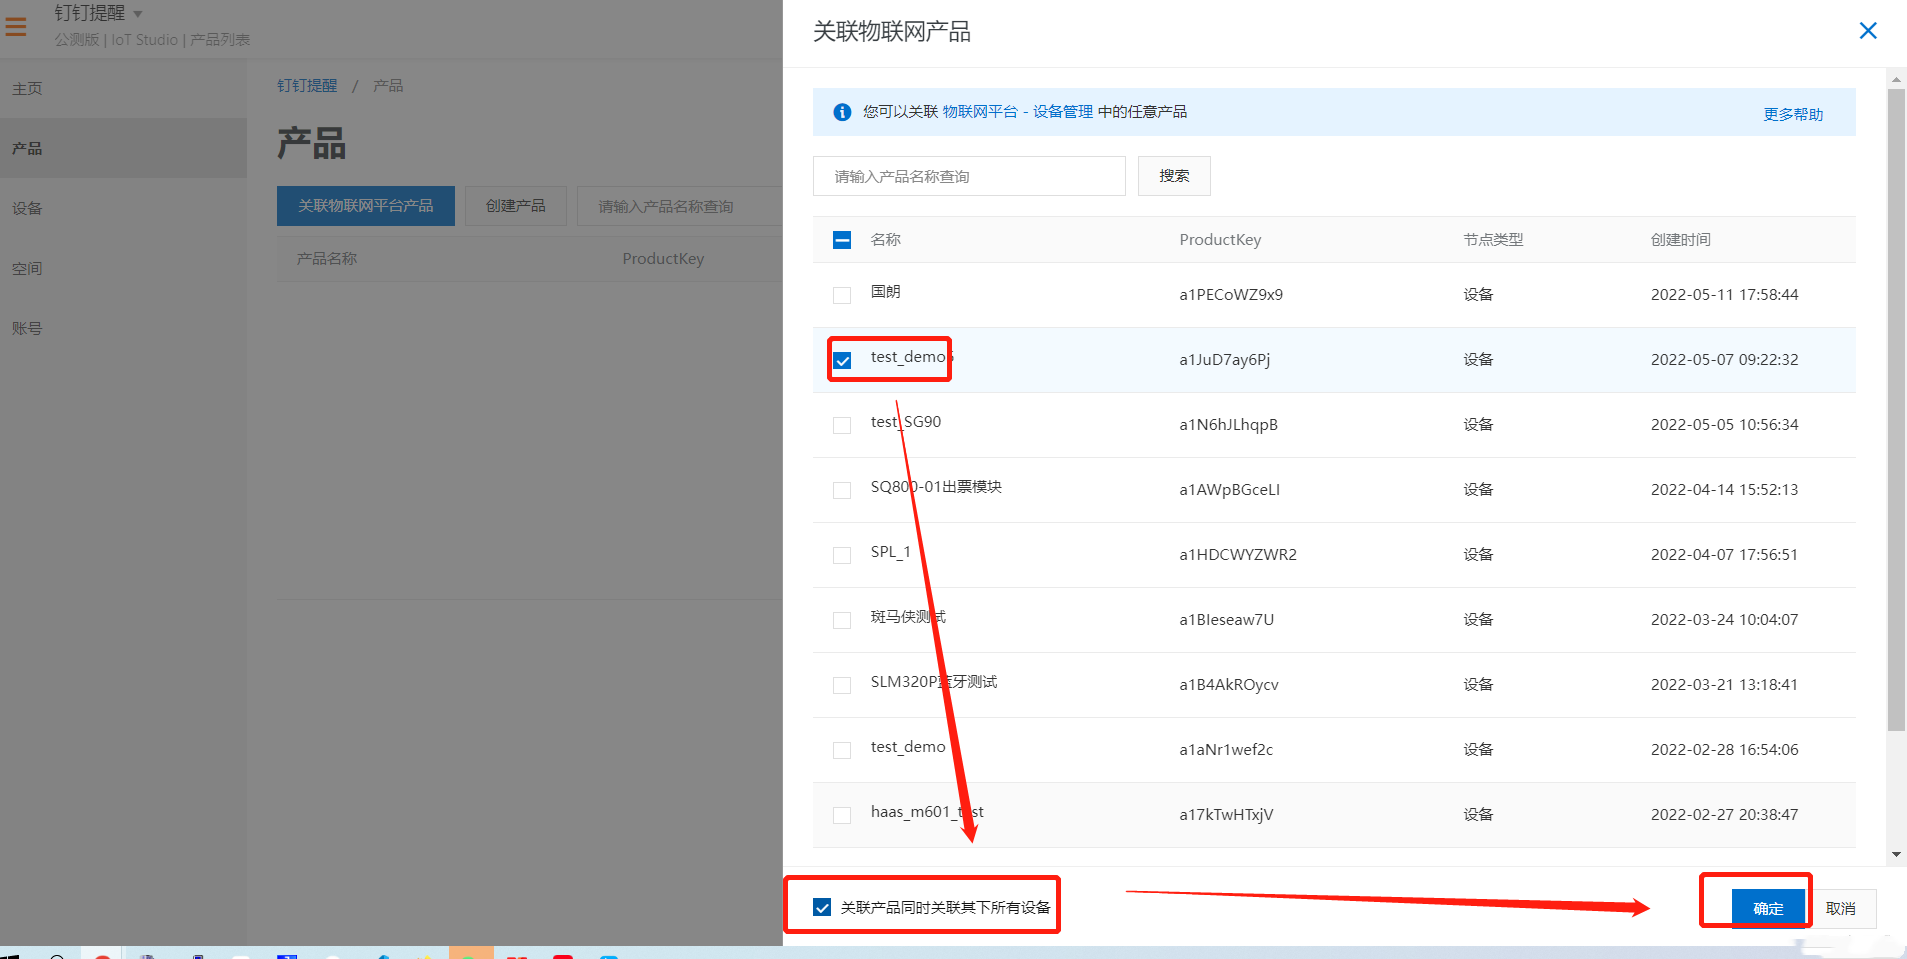 钉钉提醒
公测版 | IoT Studio | 产品列表
主页
产品
设备
空间
账号
钉钉提醒 / 产品
产品
关联物联网平台产品 创建产品 请输入产品名称查询
产品名称 ProductKey
关联物联网产品
您可以关联 物联网平台 - 设备管理 中的任意产品 更多帮助
请输入产品名称查询 搜索
名称 ProductKey 节点类型 创建时间
国朗 a1PECoWZ9x9 设备 2022-05-11 17:58:44
test_demo5 a1JuD7ay6Pj 设备 2022-05-07 09:22:32
test_SG90 a1N6hJLhqpB 设备 2022-05-05 10:56:34
SQ800-01出票模块 a1AWpBGceLI 设备 2022-04-14 15:52:13
SPL_1 a1HDCWYZWR2 设备 2022-04-07 17:56:51
斑马侠测试 a1BIeseaw7U 设备 2022-03-24 10:04:07
SLM320P蓝牙测试 a1B4AkROycv 设备 2022-03-21 13:18:41
test_demo a1aNr1wef2c 设备 2022-02-28 16:54:06
haas_m601_test a17kTwHTxjV 设备 2022-02-27 20:38:47
关联产品同时关联其下所有设备
确定 取消